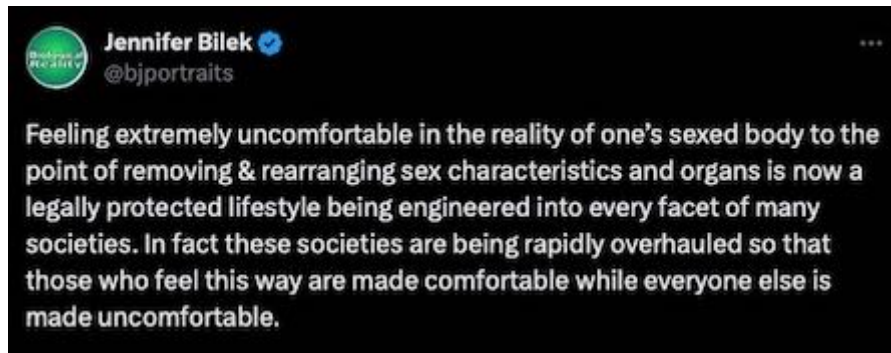 Jennifer Bilek
Biological
Reality
@bjportraits
Feeling extremely uncomfortable in the reality of one's sexed body to the
point of removing & rearranging sex characteristics and organs is now a
legally protected lifestyle being engineered into every facet of many
societies. In fact these societies are being rapidly overhauled so that
those who feel this way are made comfortable while everyone else is
made uncomfortable.